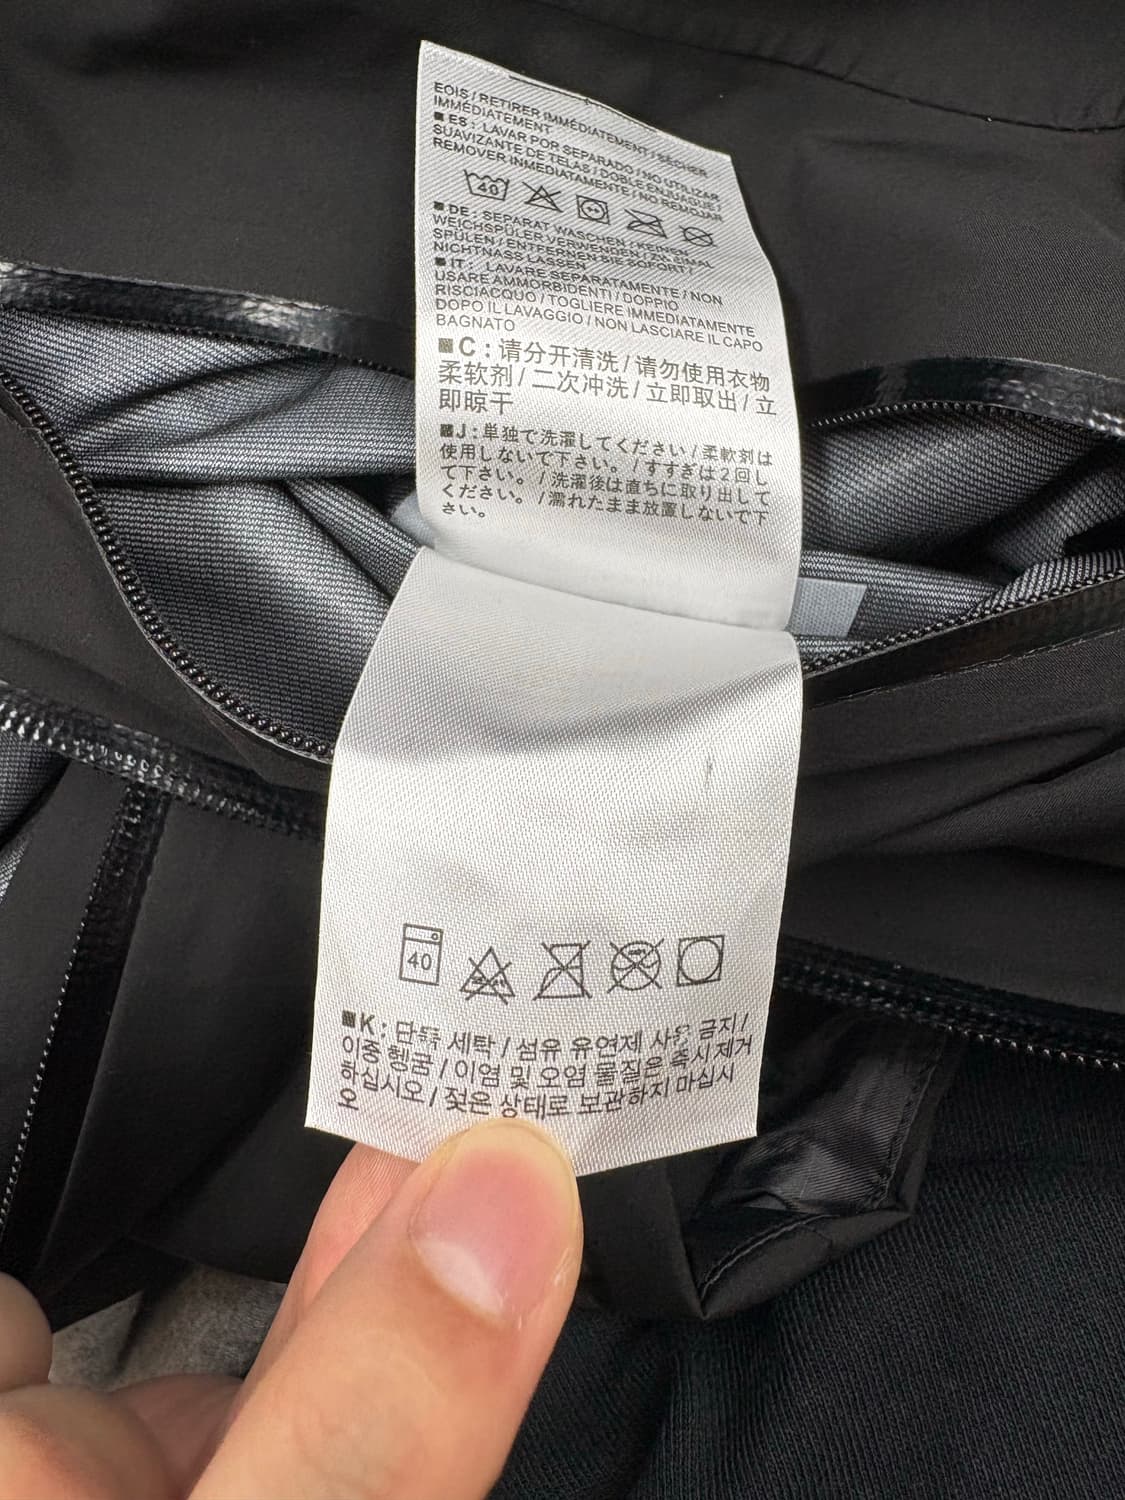 EOIS / RETIRER IMMÉDIATEMENT / SÉCHER
IMMÉDIATEMENT
■ ES : LAVAR POR SEPARADO / NO UTILIZAR
SUAVIZANTE DE TELAS / DOBLE ENJUAGUE /
REMOVER INMEDIATAMENTE / NO REMOJAR
40
■ DE : SEPARAT WASCHEN / KEINEN
WEICHSPÜLER VERWENDEN / ZWEIMAL
SPÜLEN / ENTFERNEN SIE SOFORT /
NICHTNASS LASSEN
■ IT : LAVARE SEPARATAMENTE / NON
USARE AMMORBIDENTI / DOPPIO
RISCIACQUO / TOGLIERE IMMEDIATAMENTE
DOPO IL LAVAGGIO / NON LASCIARE IL CAPO
BAGNATO
■C : 请分开清洗 / 请勿使用衣物
柔软剂 / 二次冲洗 / 立即取出 / 立
即晾干
■J : 単独で洗濯してください / 柔軟剤は
使用しないて下さい。 / すすぎは2回し
て下さい。 / 洗濯後は直ちに取り出して
ください。 / 濡れたまま放置しないで下
さい。
40
■K : 단독 세탁 / 섬유 유연제 사용 금지 /
이중 헹굼 / 이염 및 오염 물질은 즉시 제거
하십시오 / 젖은 상태로 보관하지 마십시
오